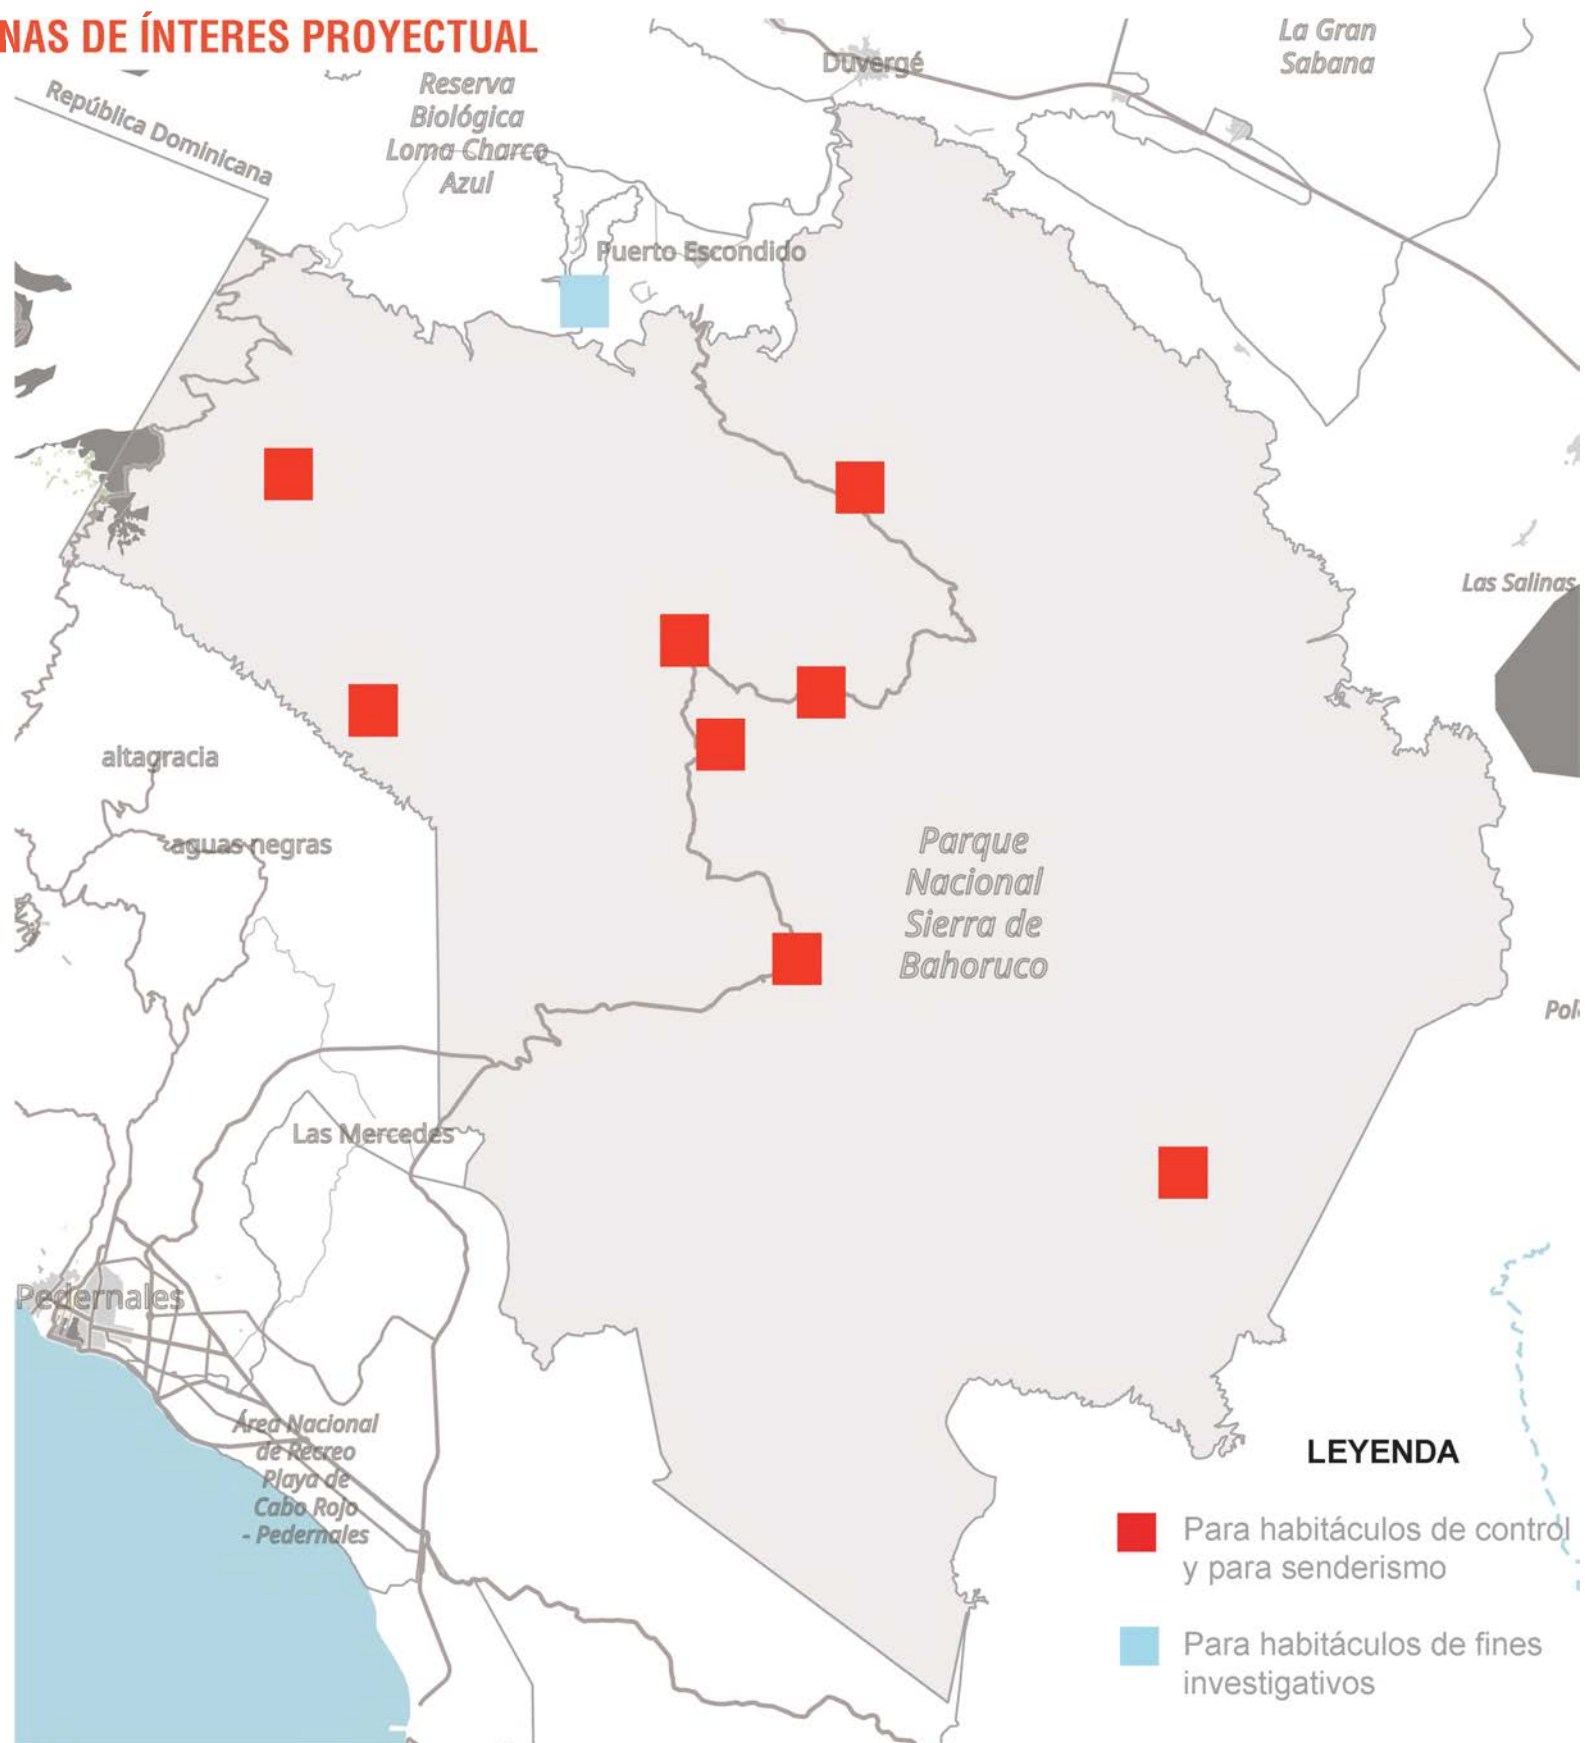 NAS DE ÍNTERES PROYECTUAL
La Gran
Sabana
Duvergé
Reserva
Biológica
Loma Charco
Azul
República Dominicana
Puerto Escondido
Las Salinas
altagracia
aguas negras
Parque
Nacional
Sierra de
Bahoruco
Pol
Las Mercedes
Pedernales
Área Nacional
de Recreo
Playa de
Cabo Rojo
- Pedernales
LEYENDA
Para habitáculos de control
y para senderismo
Para habitáculos de fines
investigativos